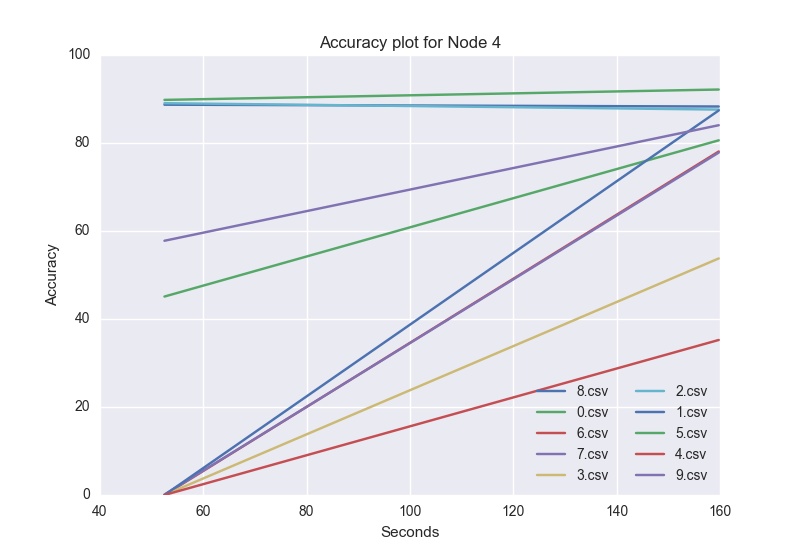 Accuracy plot for Node 4
100
80
60
40
20
0
Accuracy
40 60 80 100 120 140 160
Seconds
8.csv
0.csv
6.csv
7.csv
3.csv
2.csv
1.csv
5.csv
4.csv
9.csv